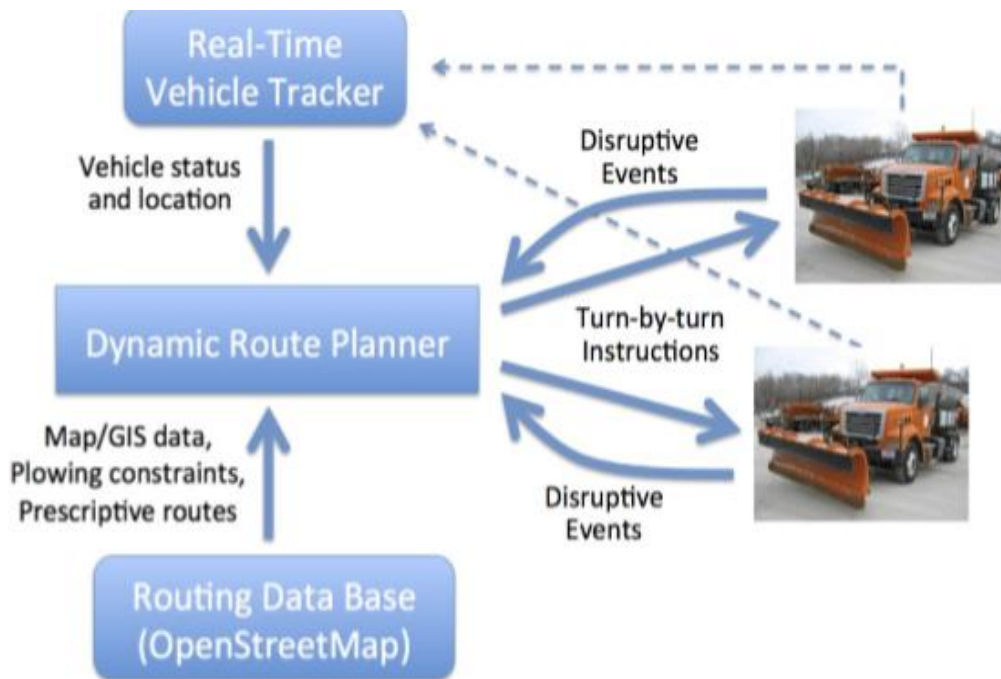 Real-Time
Vehicle Tracker
Vehicle status
and location
Disruptive
Events
Dynamic Route Planner
Turn-by-turn
Instructions
Map/GIS data,
Plowing constraints,
Prescriptive routes
Disruptive
Events
Routing Data Base
(OpenStreetMap)